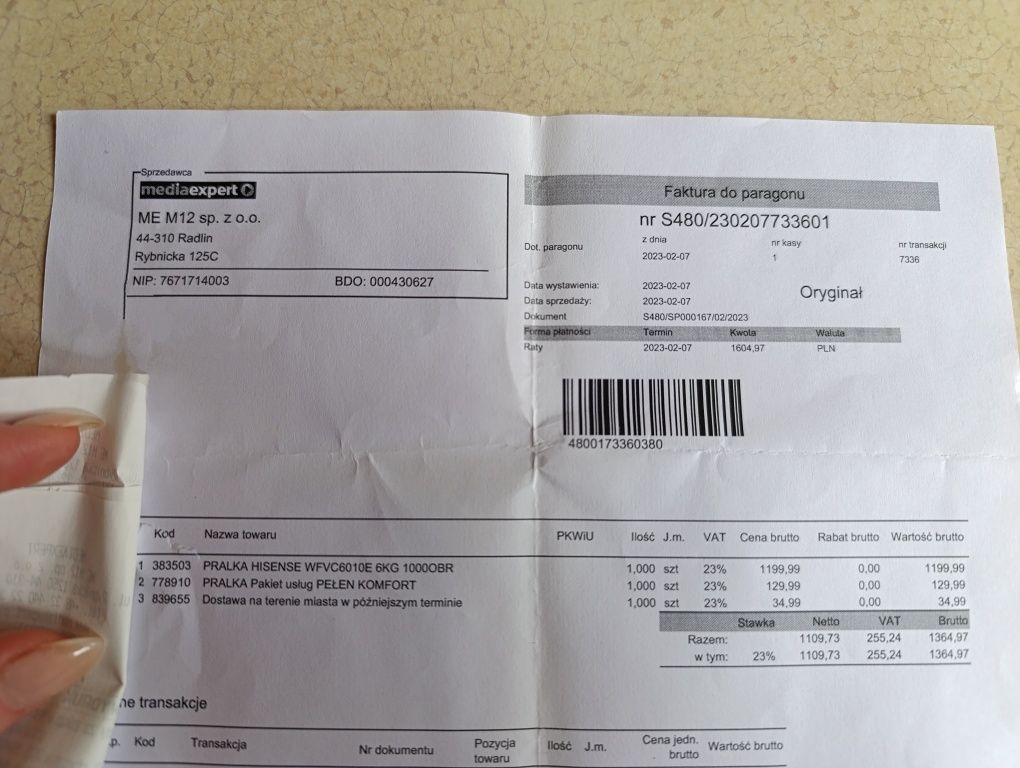 Sprzedawca
mediaexpert
ME M12 sp. z o.o.
44-310 Radlin
Rybnicka 125C
NIP: 7671714003 BDO: 000430627
Faktura do paragonu
nr S480/230207733601
Dot. paragonu z dnia nr kasy nr transakcji
2023-02-07 1 7336
Data wystawienia: 2023-02-07
Data sprzedaży: 2023-02-07
Oryginał
Dokument S480/SP000167/02/2023
Forma płatności Termin Kwota Waluta
Raty 2023-02-07 1604,97 PLN
4800173360380
Kod Nazwa towaru PKWiU Ilość J.m. VAT Cena brutto Rabat brutto Wartość brutto
1 383503 PRALKA HISENSE WFVC6010E 6KG 1000OBR 1,000 szt 23% 1199,99 0,00 1199,99
2 778910 PRALKA Pakiet usług PEŁEN KOMFORT 1,000 szt 23% 129,99 0,00 129,99
3 839655 Dostawa na terenie miasta w późniejszym terminie 1,000 szt 23% 34,99 0,00 34,99
Stawka Netto VAT Brutto
Razem: 1109,73 255,24 1364,97
w tym: 23% 1109,73 255,24 1364,97
ne transakcje
.p. Kod Transakcja Nr dokumentu Pozycja towaru Ilość J.m. Cena jedn. brutto Wartość brutto